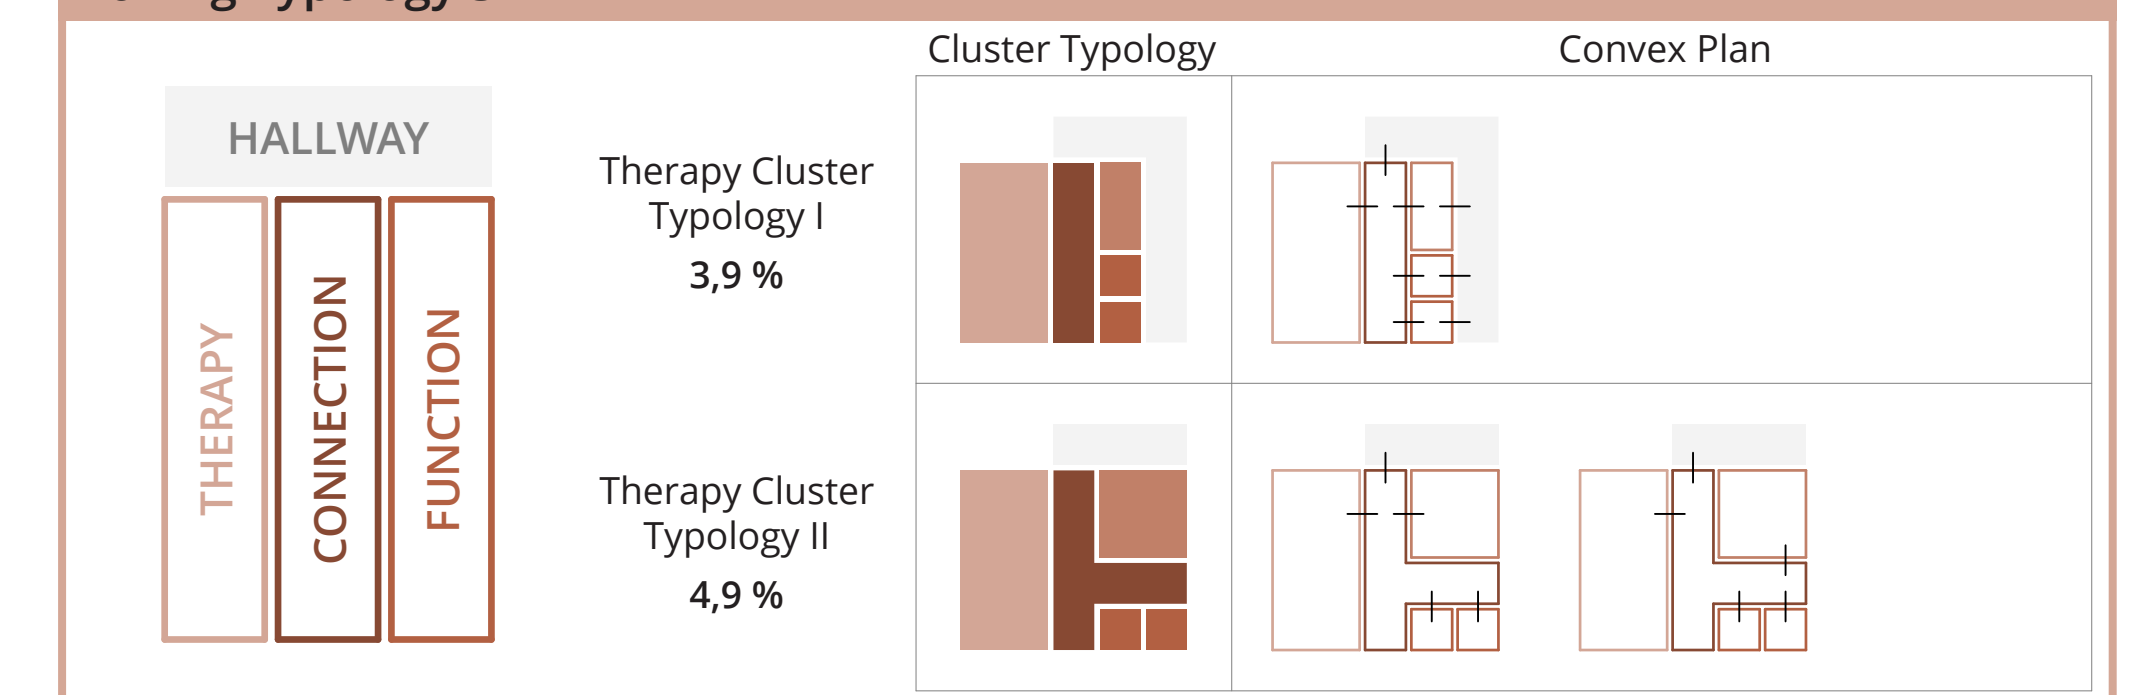 Cluster Typology
Convex Plan
HALLWAY
THERAPY
CONNECTION
FUNCTION
Therapy Cluster
Typology I
3,9 %
Therapy Cluster
Typology II
4,9 %